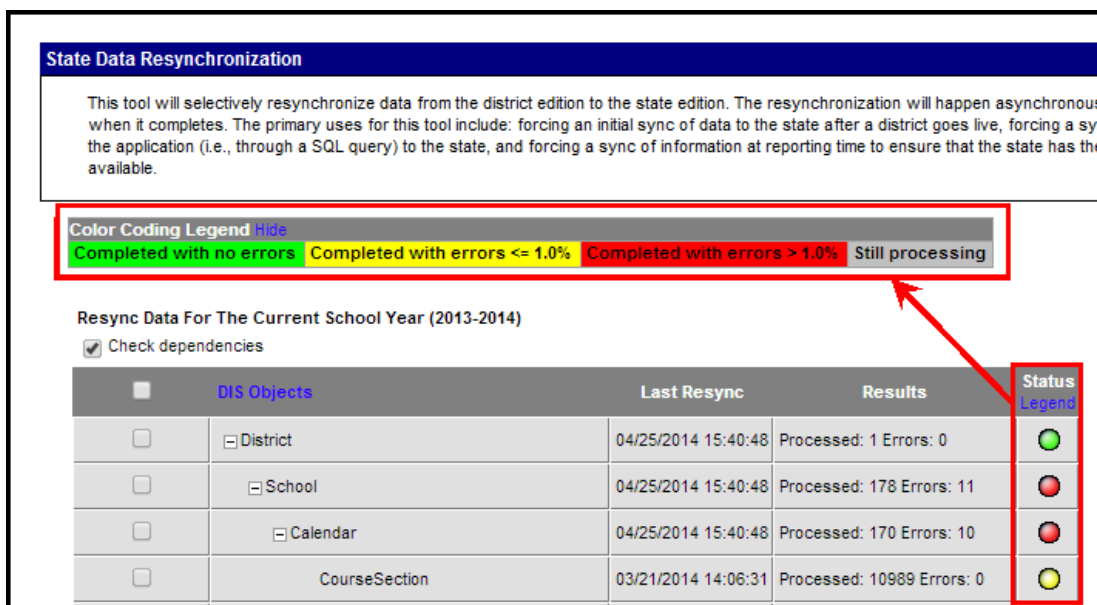 State Data Resynchronization
This tool will selectively resynchronize data from the district edition to the state edition. The resynchronization will happen asynchronous
when it completes. The primary uses for this tool include: forcing an initial sync of data to the state after a district goes live, forcing a sy
the application (i.e., through a SQL query) to the state, and forcing a sync of information at reporting time to ensure that the state has the
available.
Color Coding Legend Hide
Completed with no errors Completed with errors <= 1.0% Completed with errors > 1.0% Still processing
Resync Data For The Current School Year (2013-2014)
Check dependencies
DIS Objects Last Resync Results Status
Legend
District 04/25/2014 15:40:48 Processed: 1 Errors: 0
School 04/25/2014 15:40:48 Processed: 178 Errors: 11
Calendar 04/25/2014 15:40:48 Processed: 170 Errors: 10
CourseSection 03/21/2014 14:06:31 Processed: 10989 Errors: 0